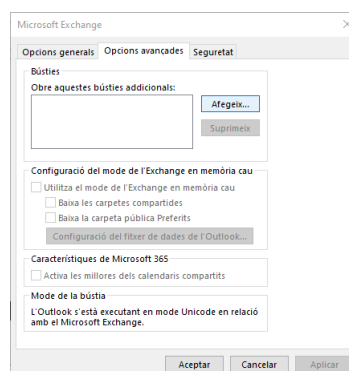 Microsoft Exchange
Opcions generals Opcions avançades Seguretat
Bústies
Obre aquestes bústies addicionals:
Afegeix...
Suprimeix
Configuració del mode de l'Exchange en memòria cau
Utilitza el mode de l'Exchange en memòria cau
Baixa les carpetes compartides
Baixa la carpeta pública Preferits
Configuració del fitxer de dades de l'Outlook...
Característiques de Microsoft 365
Activa les millores dels calendaris compartits
Mode de la bústia
L'Outlook s'està executant en mode Unicode en relació
amb el Microsoft Exchange.
Aceptar Cancelar Aplicar